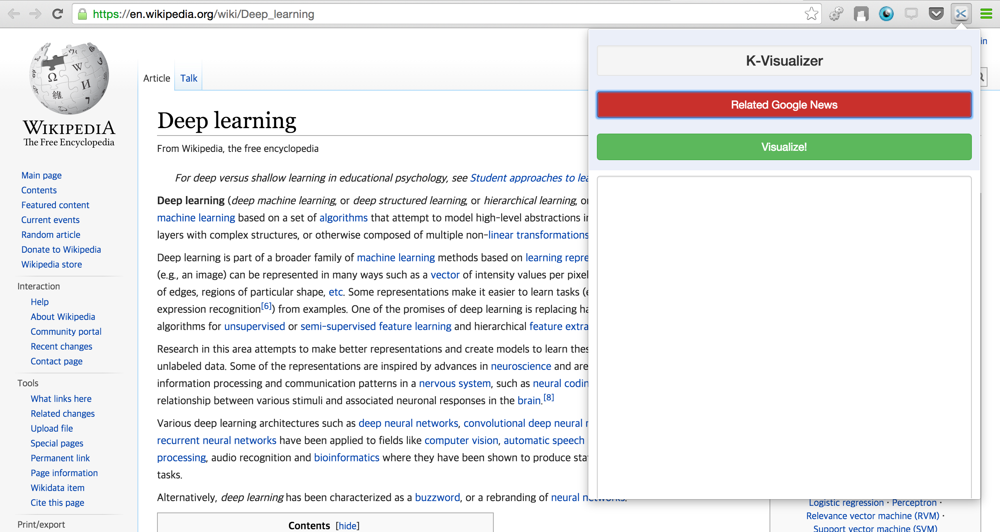 https://en.wikipedia.org/wiki/Deep_learning
in
WIKIPEDIA
The Free Encyclopedia
Main page
Contents
Featured content
Current events
Random article
Donate to Wikipedia
Wikipedia store
Interaction
Help
About Wikipedia
Community portal
Recent changes
Contact page
Tools
What links here
Related changes
Upload file
Special pages
Permanent link
Page information
Wikidata item
Cite this page
Print/export
Article Talk
Deep learning
From Wikipedia, the free encyclopedia
For deep versus shallow learning in educational psychology, see Student approaches to
Deep learning (deep machine learning, or deep structured learning, or hierarchical learning, or
machine learning based on a set of algorithms that attempt to model high-level abstractions in
layers with complex structures, or otherwise composed of multiple non-linear transformations
Deep learning is part of a broader family of machine learning methods based on learning
(e.g., an image) can be represented in many ways such as a vector of intensity values per pixel
of edges, regions of particular shape, etc. Some representations make it easier to learn tasks
expression recognition[6]) from examples. One of the promises of deep learning is replacing
algorithms for unsupervised or semi-supervised feature learning and hierarchical feature
Research in this area attempts to make better representations and create models to learn
unlabeled data. Some of the representations are inspired by advances in neuroscience and are
information processing and communication patterns in a nervous system, such as neural
relationship between various stimuli and associated neuronal responses in the brain.[8]
Various deep learning architectures such as deep neural networks, convolutional deep neural
recurrent neural networks have been applied to fields like computer vision, automatic speech
processing, audio recognition and bioinformatics where they have been shown to produce
tasks.
Alternatively, deep learning has been characterized as a buzzword, or a rebranding of neural networks.
Contents [hide]
K-Visualizer
Related Google News
Visualize!
Logistic regression · Perceptron ·
Relevance vector machine (RVM) ·
Support vector machine (SVM)